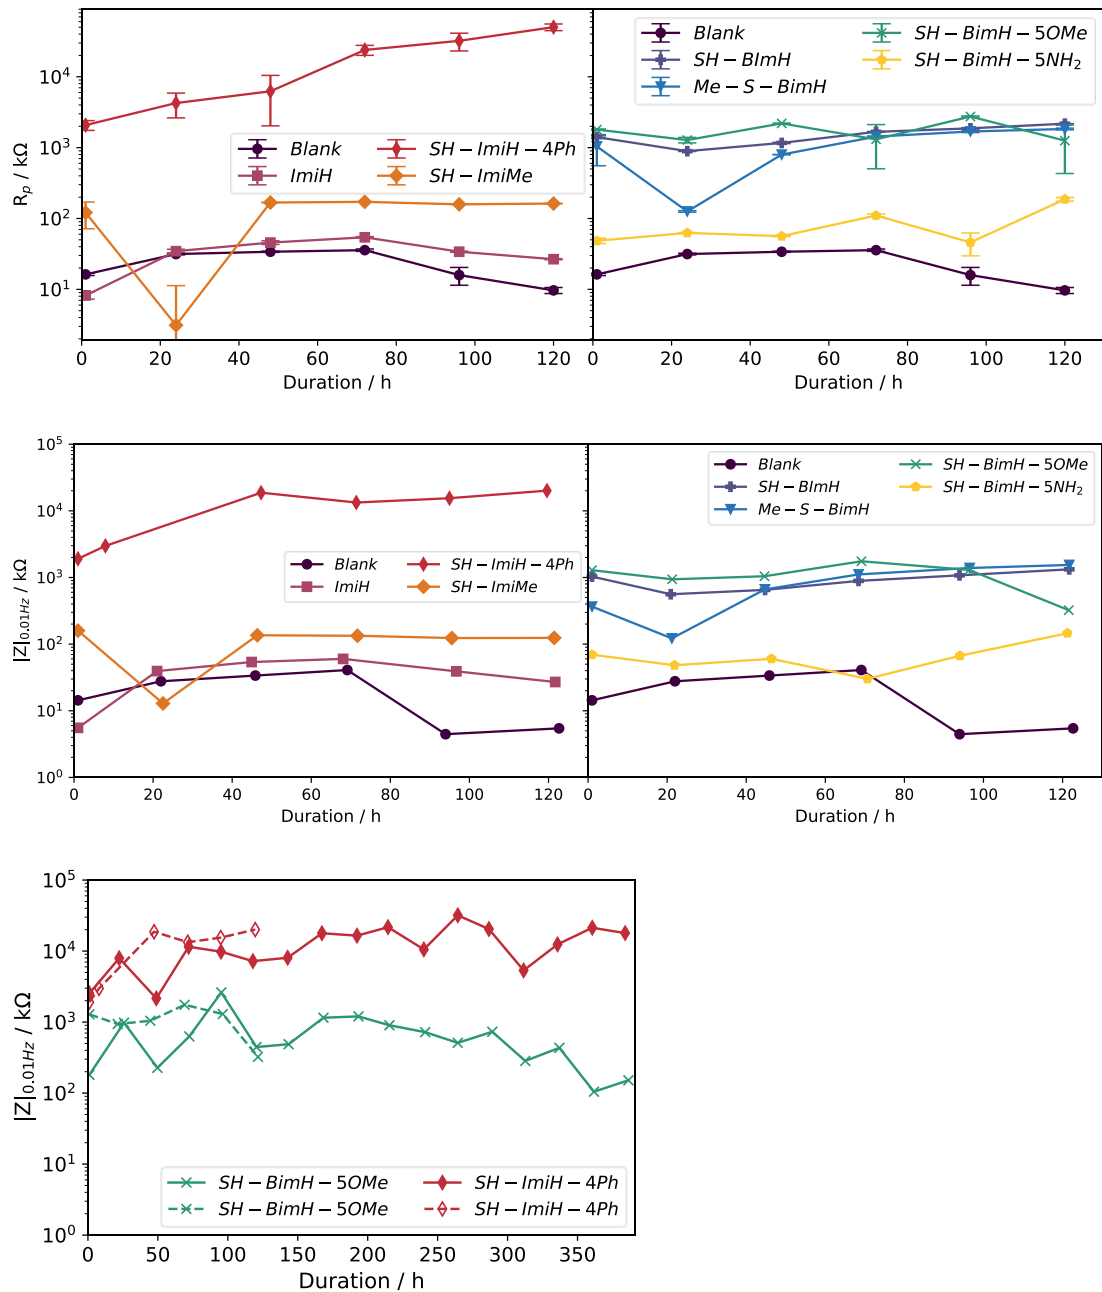 10⁴
10³
10²
10¹
R_p / kΩ
Blank
ImiH
SH − ImiH − 4Ph
SH − ImiMe
0 20 40 60 80 100 120
Duration / h
Blank
SH − BImH
Me − S − BimH
SH − BimH − 5OMe
SH − BimH − 5NH₂
0 20 40 60 80 100 120
Duration / h
10⁵
10⁴
10³
10²
10¹
10⁰
|Z|₀.₀₁Hz / kΩ
Blank
ImiH
SH − ImiH − 4Ph
SH − ImiMe
0 20 40 60 80 100 120
Duration / h
Blank
SH − BImH
Me − S − BimH
SH − BimH − 5OMe
SH − BimH − 5NH₂
0 20 40 60 80 100 120
Duration / h
10⁵
10⁴
10³
10²
10¹
10⁰
|Z|₀.₀₁Hz / kΩ
SH − BimH − 5OMe
SH − BimH − 5OMe
SH − ImiH − 4Ph
SH − ImiH − 4Ph
0 50 100 150 200 250 300 350
Duration / h